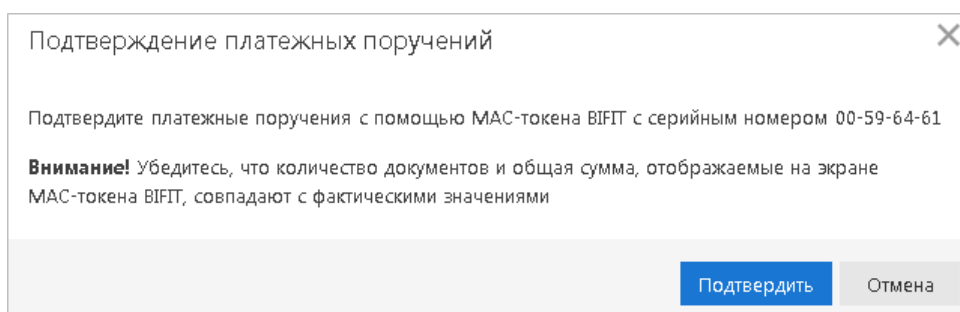 Подтверждение платежных поручений
Подтвердите платежные поручения с помощью MAC-токена BIFIT с серийным номером 00-59-64-61
Внимание! Убедитесь, что количество документов и общая сумма, отображаемые на экране
MAC-токена BIFIT, совпадают с фактическими значениями
Подтвердить Отмена